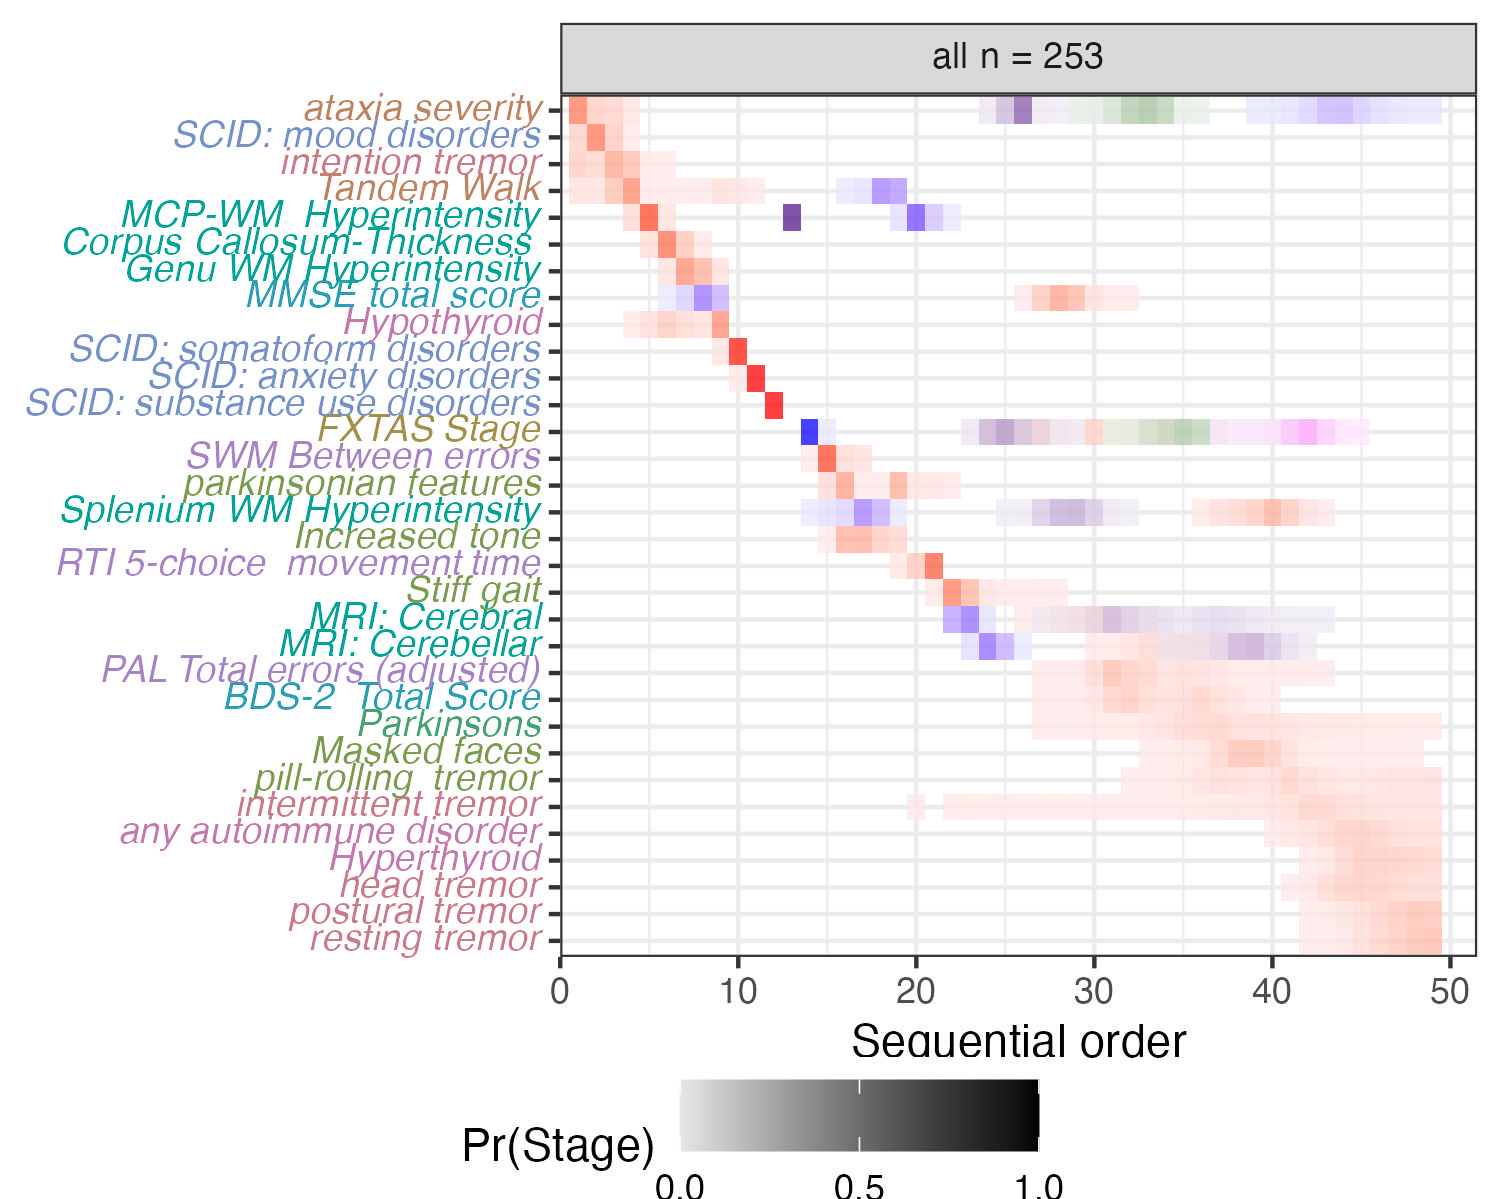 all n = 253
ataxia severity
SCID: mood disorders
intention tremor
Tandem Walk
MCP-WM  Hyperintensity
Corpus Callosum-Thickness
Genu WM Hyperintensity
MMSE total score
Hypothyroid
SCID: somatoform disorders
SCID: anxiety disorders
SCID: substance use disorders
FXTAS Stage
SWM Between errors
parkinsonian features
Splenium WM Hyperintensity
Increased tone
RTI 5-choice  movement time
Stiff gait
MRI: Cerebral
MRI: Cerebellar
PAL Total errors (adjusted)
BDS-2  Total Score
Parkinsons
Masked faces
pill-rolling  tremor
intermittent tremor
any autoimmune disorder
Hyperthyroid
head tremor
postural tremor
resting tremor
0 10 20 30 40 50
Sequential order
Pr(Stage)
0.0 0.5 1.0